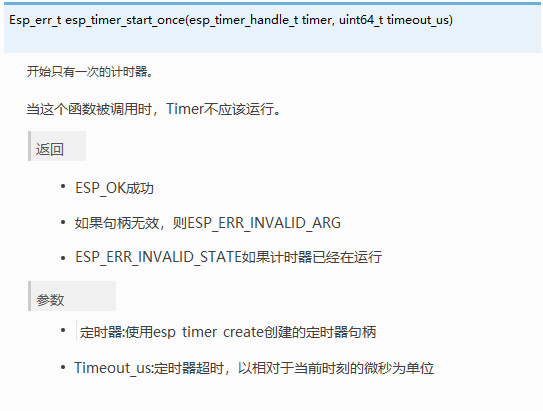 Esp_err_t esp_timer_start_once(esp_timer_handle_t timer, uint64_t timeout_us)
开始只有一次的计时器。
当这个函数被调用时，Timer不应该运行。
返回
• ESP_OK成功
• 如果句柄无效，则ESP_ERR_INVALID_ARG
• ESP_ERR_INVALID_STATE如果计时器已经在运行
参数
• 定时器:使用esp timer create创建的定时器句柄
• Timeout_us:定时器超时，以相对于当前时刻的微秒为单位